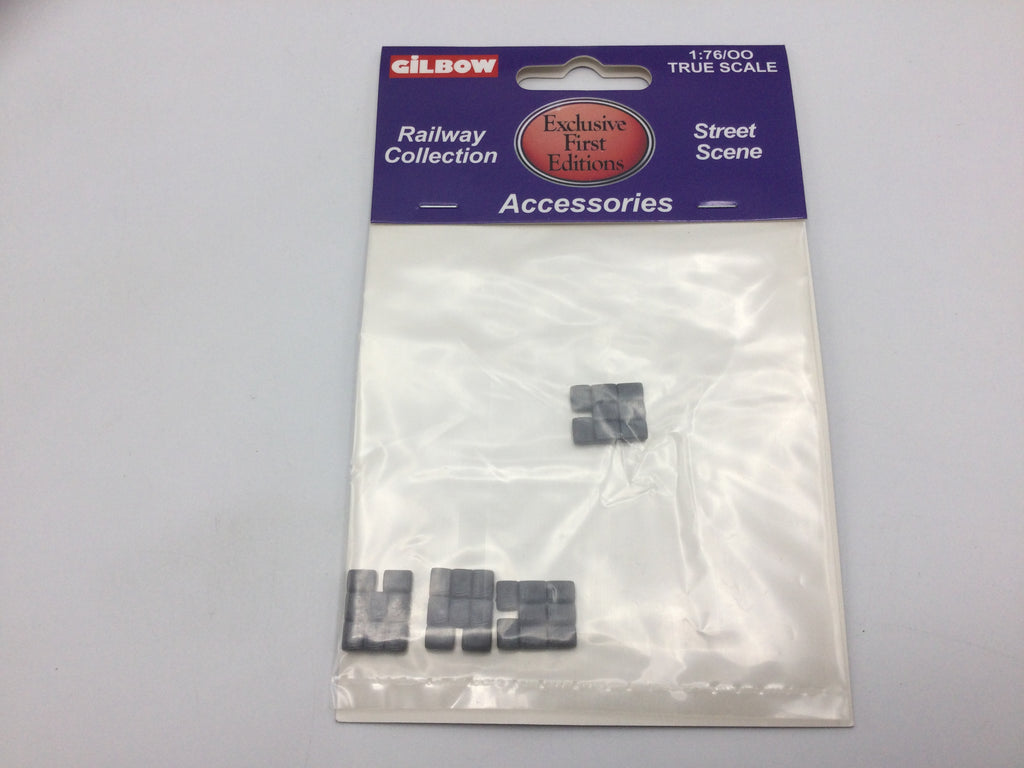 GiLBOW
1:76/OO
TRUE SCALE
Railway
Collection
Exclusive
First
Editions
Street
Scene
Accessories